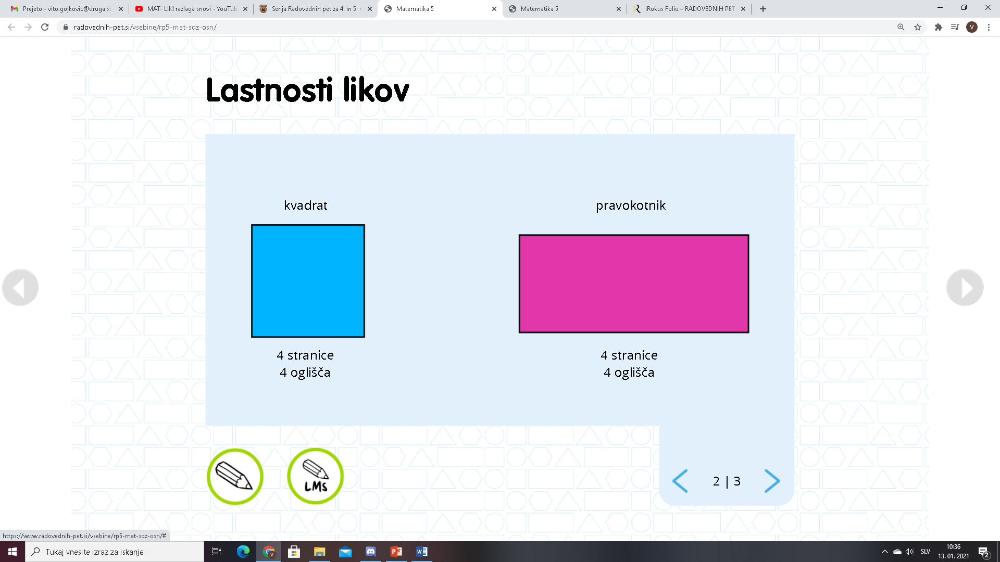 Prejeto - vito.gojkovic@druga.si
MAT- LIKI razlaga snovi - YouTub
Serija Radovednih pet za 4. in 5. r
Matematika 5
Matematika 5
iRokus Folio – RADOVEDNIH PET
radovednih-pet.si/vsebine/rp5-mat-sdz-osn/
V
Lastnosti likov
kvadrat
pravokotnik
4 stranice
4 oglišča
4 stranice
4 oglišča
LMS
2 | 3
https://www.radovednih-pet.si/vsebine/rp5-mat-sdz-osn/#
Tukaj vnesite izraz za iskanje
SLV
10:36
13. 01. 2021
2